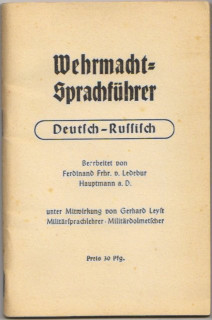 Wehrmacht=
Sprachführer
Deutsch-Russisch
Bearbeitet von
Ferdinand Frhr. v. Ledebur
Hauptmann a. D.
unter Mitwirkung von Gerhard Leyst
Militärsprachlehrer · Militärdolmetscher
Preis 30 Pfg.